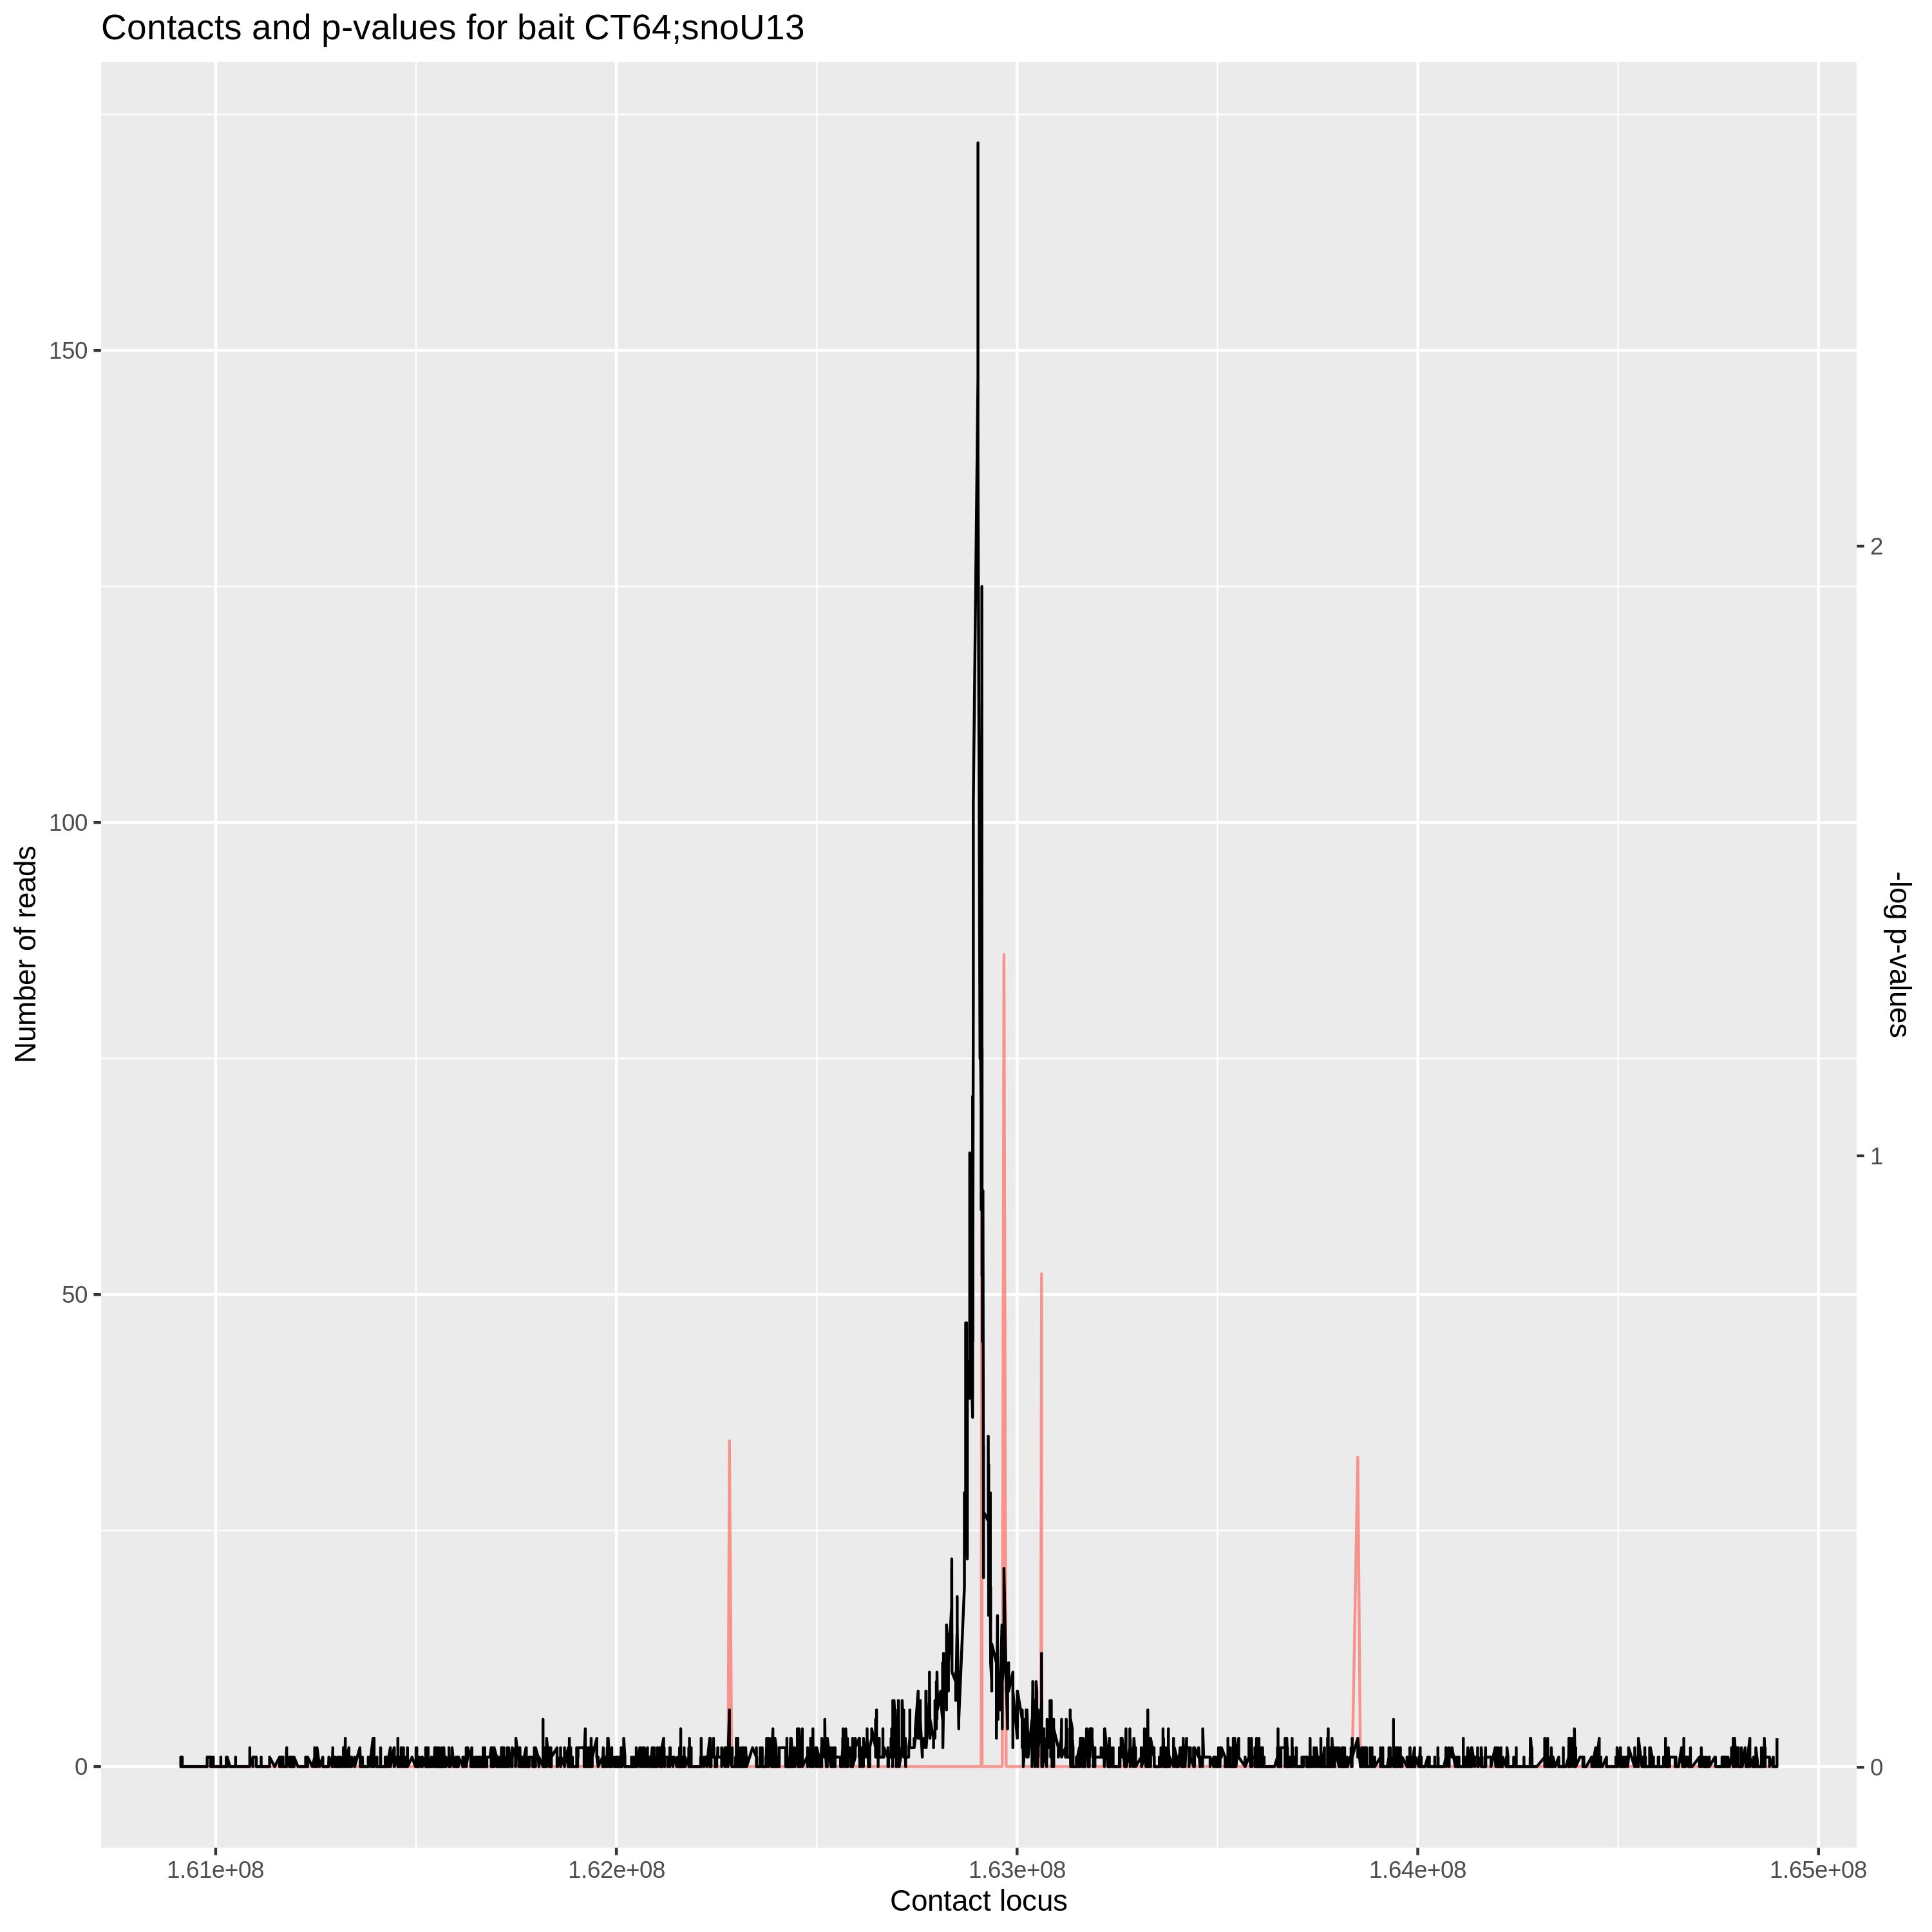 Contacts and p-values for bait CT64;snoU13
150
100
50
0
Number of reads
2
1
0
-log p-values
1.61e+08
1.62e+08
1.63e+08
1.64e+08
1.65e+08
Contact locus